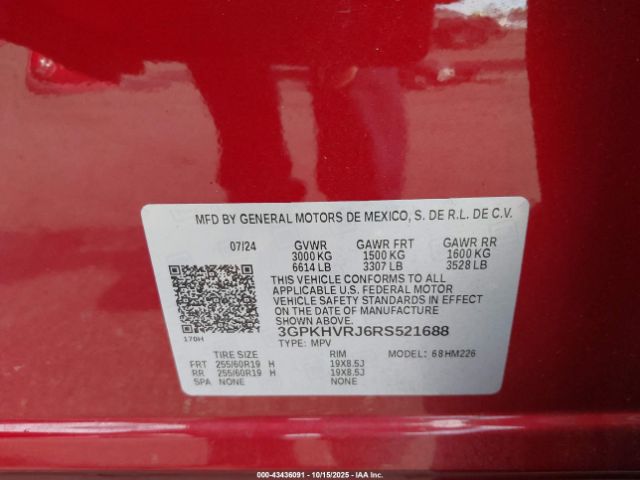 MFD BY GENERAL MOTORS DE MEXICO, S. DE R.L. DE C.V.
07/24 GVWR GAWR FRT GAWR RR
3000 KG 1500 KG 1600 KG
6614 LB 3307 LB 3528 LB
THIS VEHICLE CONFORMS TO ALL
APPLICABLE U.S. FEDERAL MOTOR
VEHICLE SAFETY STANDARDS IN EFFECT
ON THE DATE OF MANUFACTURE
SHOWN ABOVE.
170H 3GPKHVRJ6RS521688
TYPE: MPV
TIRE SIZE RIM MODEL: 68HM226
FRT 255/60R19 H 19X8.5J
RR 255/60R19 H 19X8.5J
SPA NONE NONE
000-43436091 - 10/15/2025 - IAA Inc.